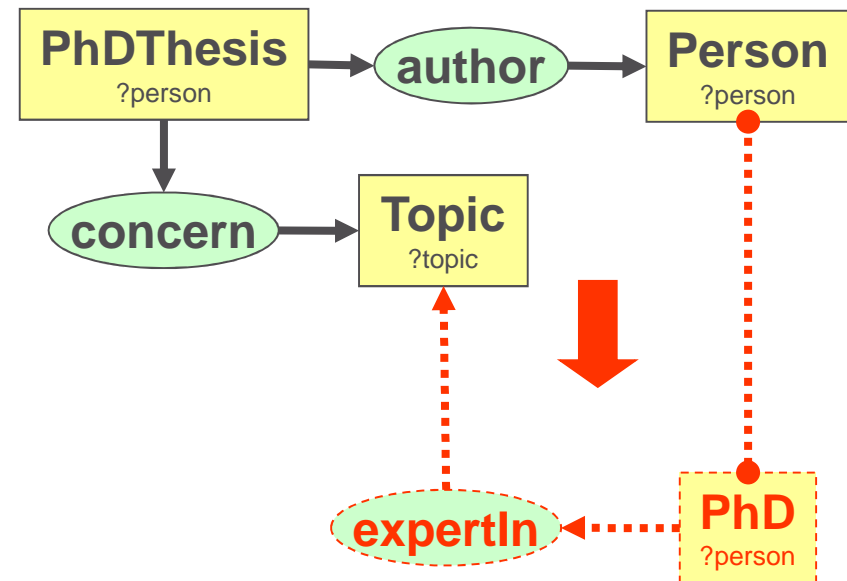 PhDThesis
?person
author
Person
?person
concern
Topic
?topic
expertIn
PhD
?person